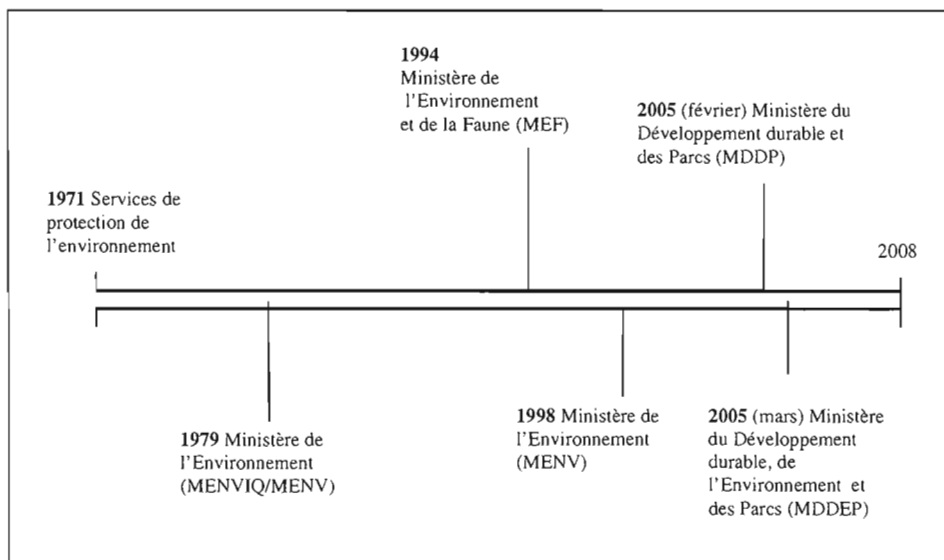 1994
Ministère de
l'Environnement
et de la Faune (MEF)
2005 (février) Ministère du
Développement durable et
des Parcs (MDDP)
1971 Services de
protection de
l'environnement
2008
1979 Ministère de
l'Environnement
(MENVIQ/MENV)
1998 Ministère de
l'Environnement
(MENV)
2005 (mars) Ministère
du Développement
durable, de
l'Environnement et
des Parcs (MDDEP)